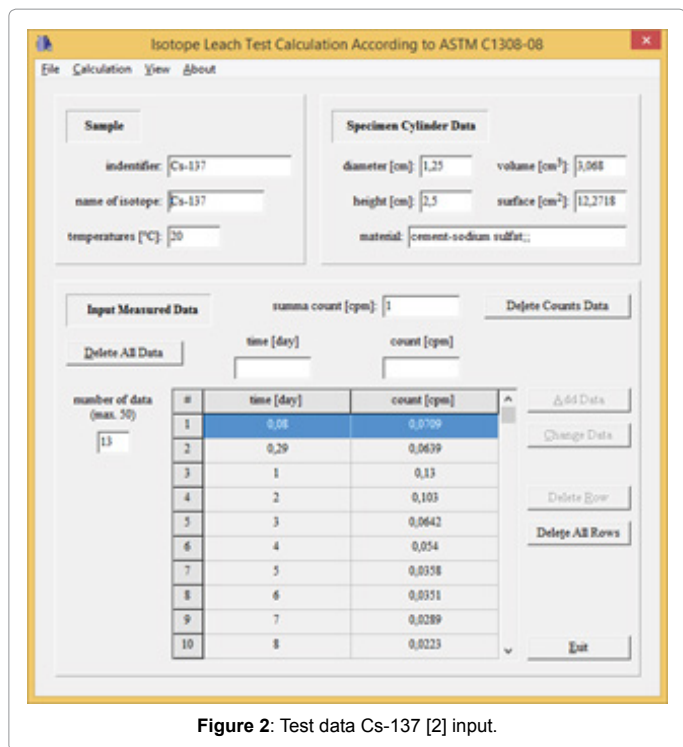 Isotope Leach Test Calculation According to ASTM C1308-08
File Calculation View About
Sample
Specimen Cylinder Data
indentifier: Cs-137
diameter [cm]: 1,25
volume [cm³]: 3,068
name of isotope: Cs-137
height [cm]: 2,5
surface [cm²]: 12,2718
temperatures [°C]: 20
material: cement-sodium sulfat;;
Input Measured Data
summa count [cpm]: 1
Delete Counts Data
Delete All Data
time [day]
count [cpm]
number of data
(max. 50)
13
# time [day] count [cpm]
1 0,08 0,0709
2 0,29 0,0639
3 1 0,13
4 2 0,103
5 3 0,0642
6 4 0,054
7 5 0,0358
8 6 0,0351
9 7 0,0289
10 8 0,0223
Add Data
Change Data
Delete Row
Delete All Rows
Exit
Figure 2: Test data Cs-137 [2] input.